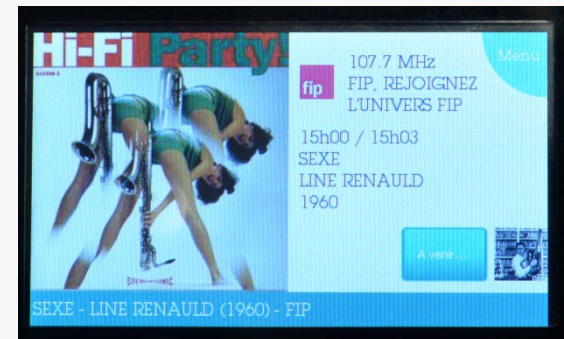 Hi-Fi Party!
STEREOSONIC
fip
107.7 MHz
FIP, REJOIGNEZ
L'UNIVERS FIP
Menu
15h00 / 15h03
SEXE
LINE RENAULD
1960
A venir...
SEXE - LINE RENAULD (1960) - FIP